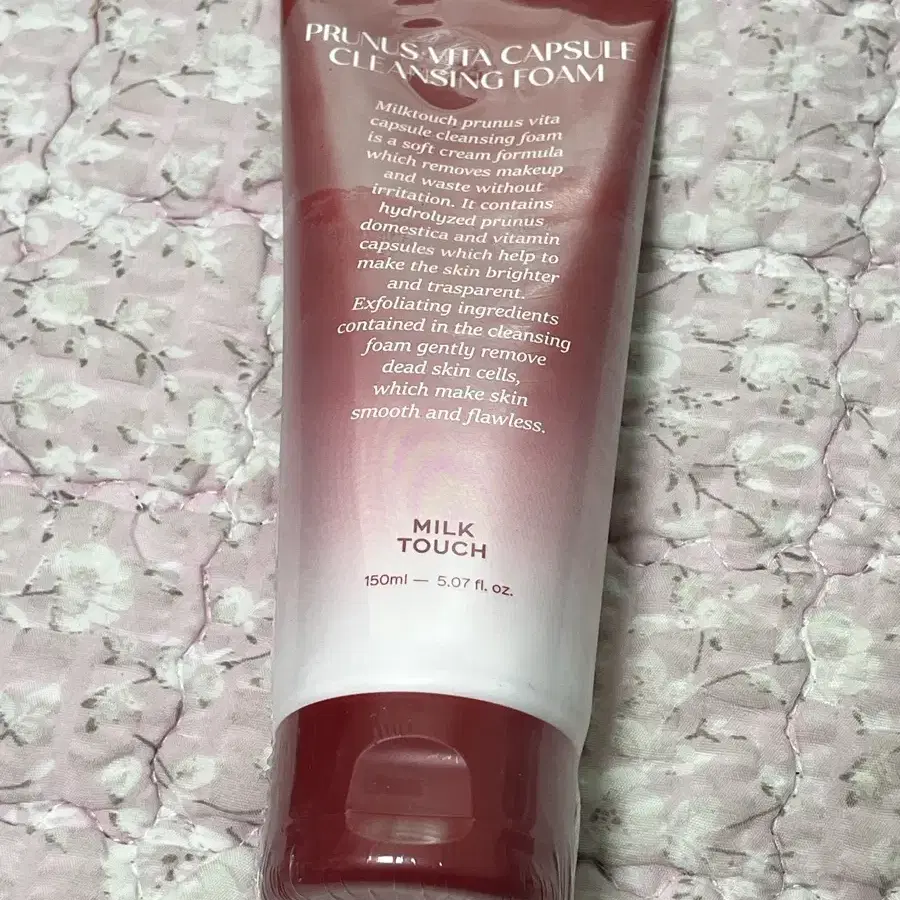 PRUNUS·VITA CAPSULE
CLEANSING FOAM
Milktouch prunus vita
capsule cleansing foam
is a soft cream formula
which removes makeup
and waste without
irritation. It contains
hydrolyzed prunus
domestica and vitamin
capsules which help to
make the skin brighter
and trasparent.
Exfoliating ingredients
contained in the cleansing
foam gently remove
dead skin cells,
which make skin
smooth and flawless.
MILK
TOUCH
150ml — 5.07 fl. oz.